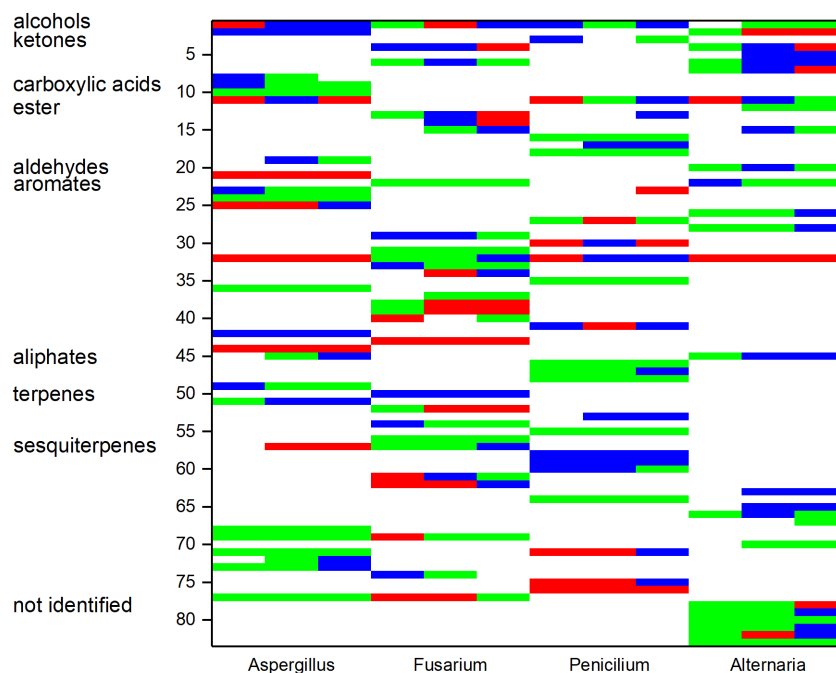 alcohols
ketones
5
carboxylic acids
10
ester
15
20
aldehydes
aromates
25
30
35
40
aliphates
45
terpenes
50
55
sesquiterpenes
60
65
70
75
not identified
80
Aspergillus Fusarium Penicilium Alternaria